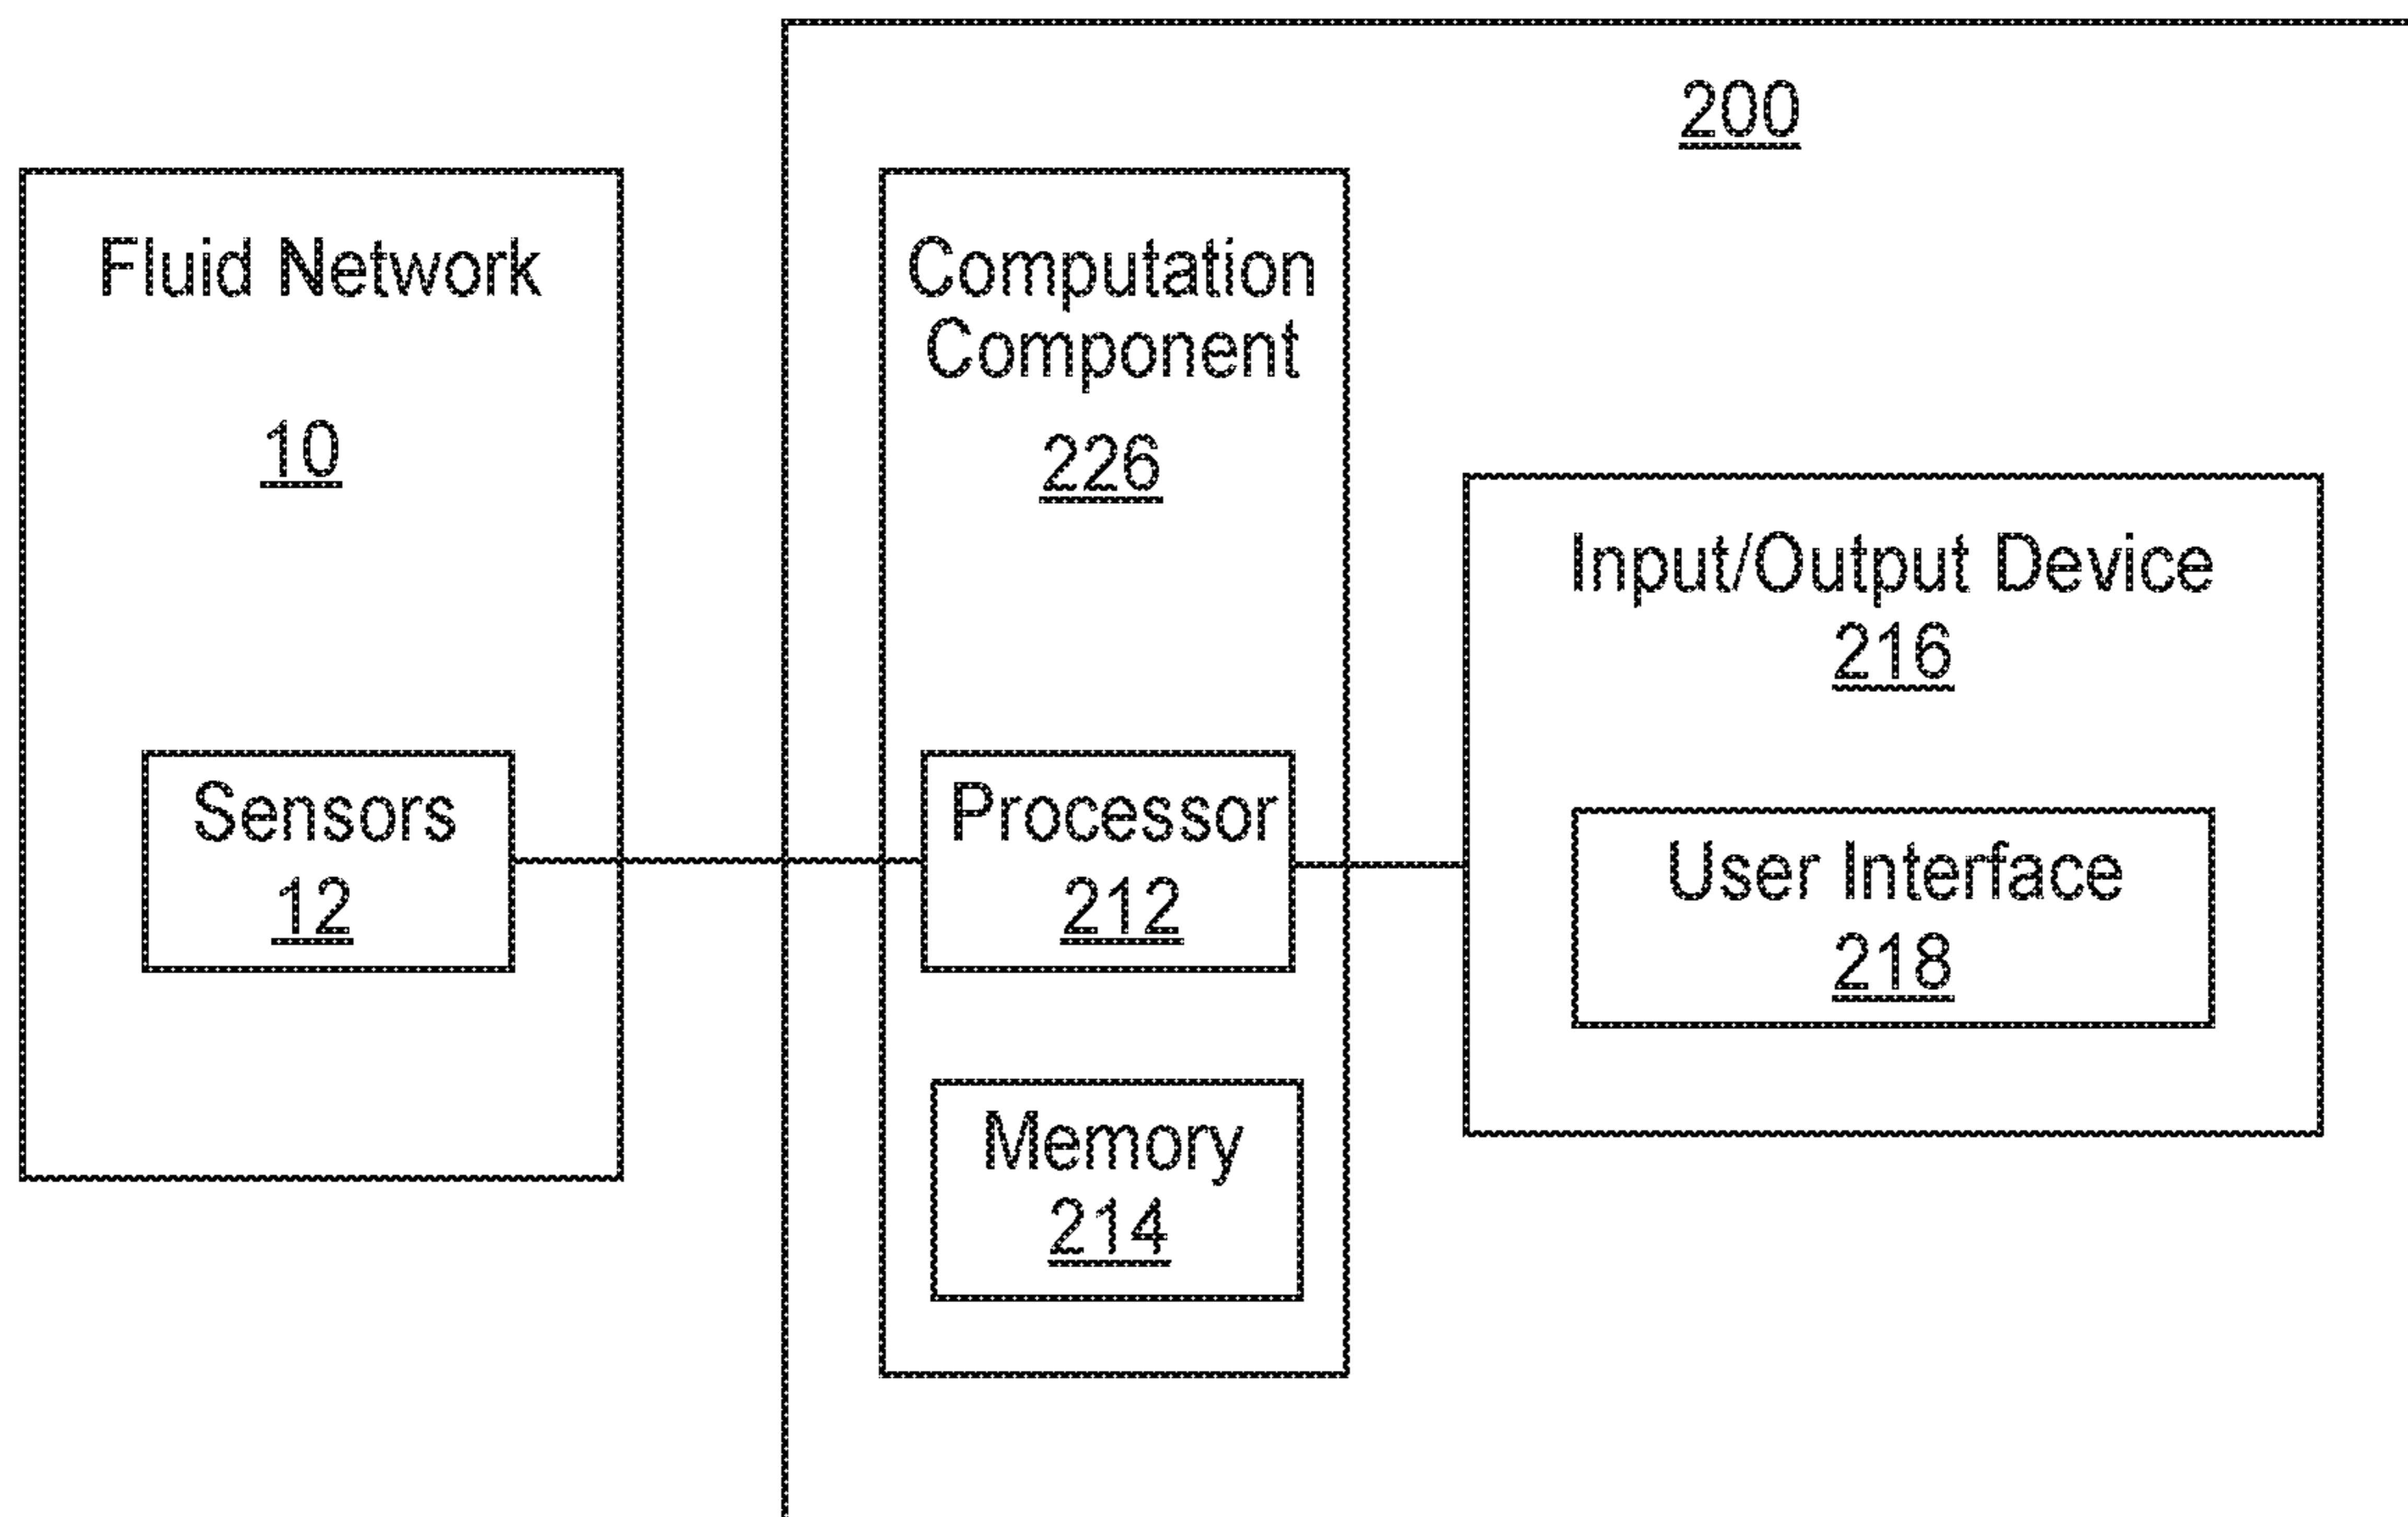 200
Fluid Network
10
Sensors
12
Computation
Component
226
Processor
212
Memory
214
Input/Output Device
216
User Interface
218